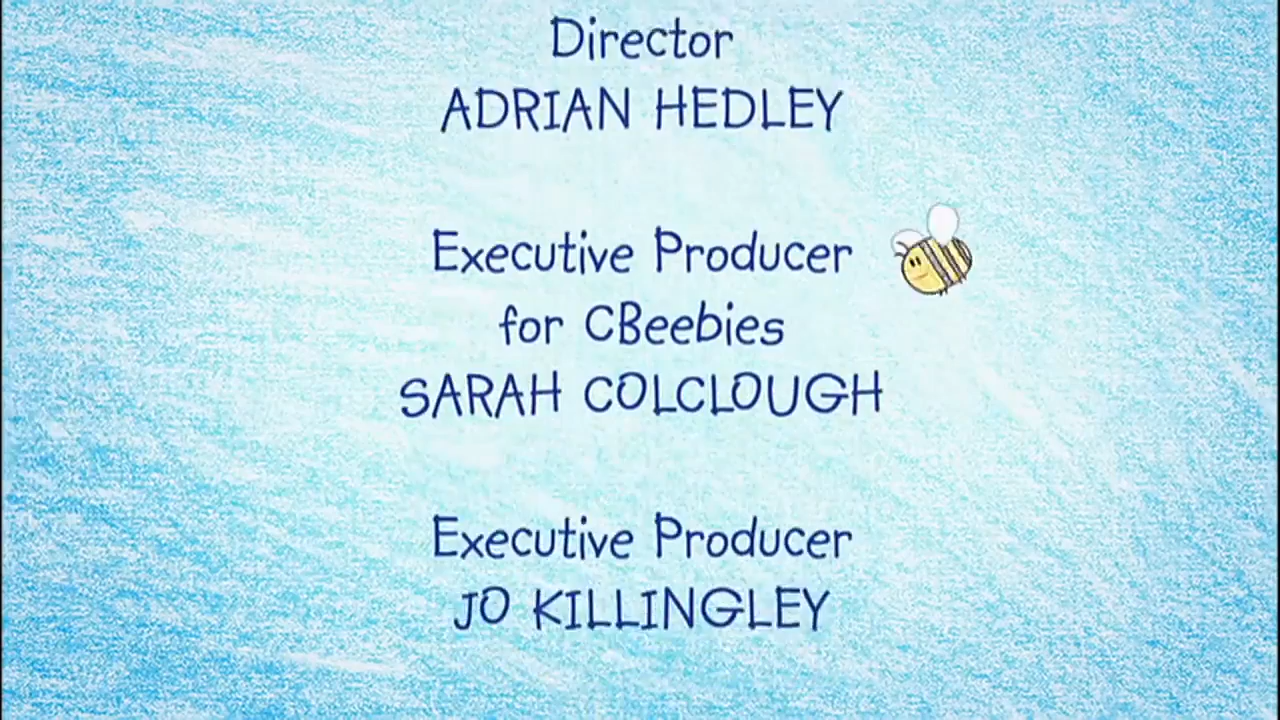 Director
ADRIAN HEDLEY
Executive Producer
for CBeebies
SARAH COLCLOUGH
Executive Producer
JO KILLINGLEY